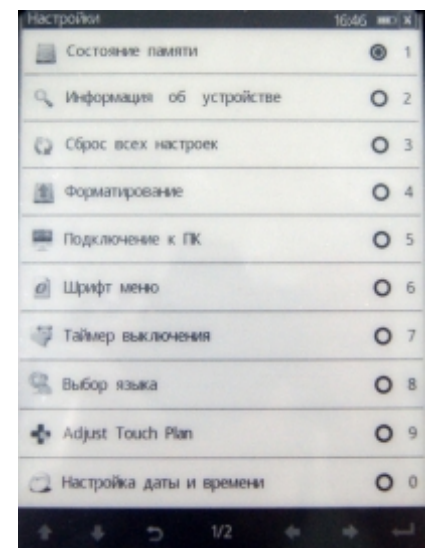 Настройки 16:46
Состояние памяти 1
Информация об устройстве 2
Сброс всех настроек 3
Форматирование 4
Подключение к ПК 5
Шрифт меню 6
Таймер выключения 7
Выбор языка 8
Adjust Touch Plan 9
Настройка даты и времени 0
1/2